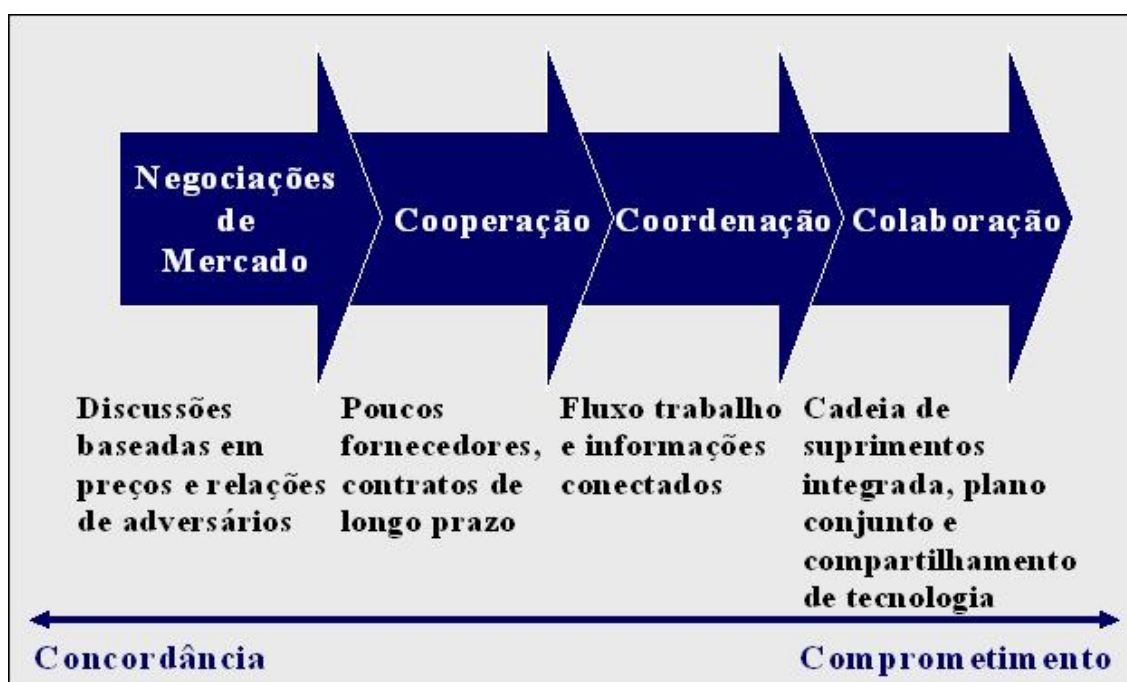 Negociações
de
Mercado
Cooperação
Coordenação
Colaboração
Discussões
baseadas em
preços e relações
de adversários
Poucos
fornecedores,
contratos de
longo prazo
Fluxo trabalho
e informações
conectados
Cadeia de
suprimentos
integrada, plano
conjunto e
compartilhamento
de tecnologia
Concordância
Comprometimento